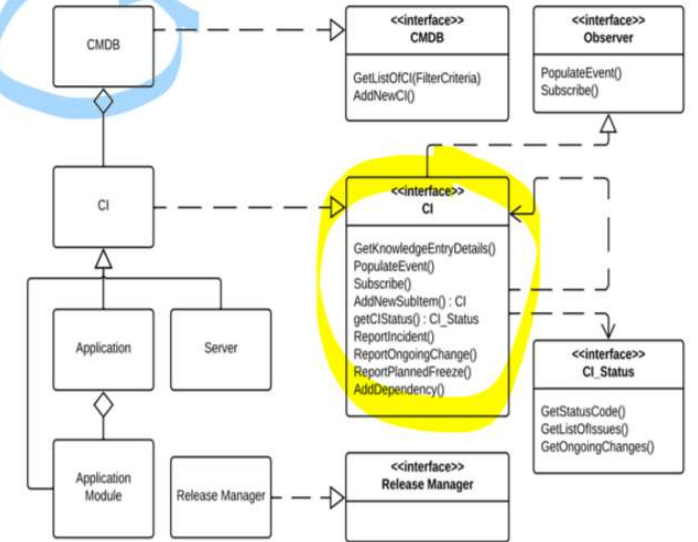 CMDB
<<interface>>
CMDB
GetListOfCI(FilterCriteria)
AddNewCI()
<<interface>>
Observer
PopulateEvent()
Subscribe()
CI
<<interface>>
CI
GetKnowledgeEntryDetails()
PopulateEvent()
Subscribe()
AddNewSubItem() : CI
getCIStatus() : CI_Status
ReportIncident()
ReportOngoingChange()
ReportPlannedFreeze()
AddDependency()
Application
Server
<<interface>>
CI_Status
GetStatusCode()
GetListOfIssues()
GetOngoingChanges()
Application
Module
Release Manager
<<interface>>
Release Manager